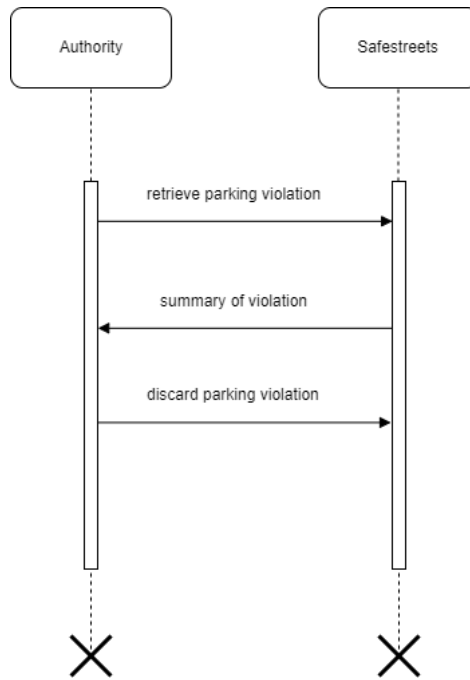 Authority
Safestreets
retrieve parking violation
summary of violation
discard parking violation